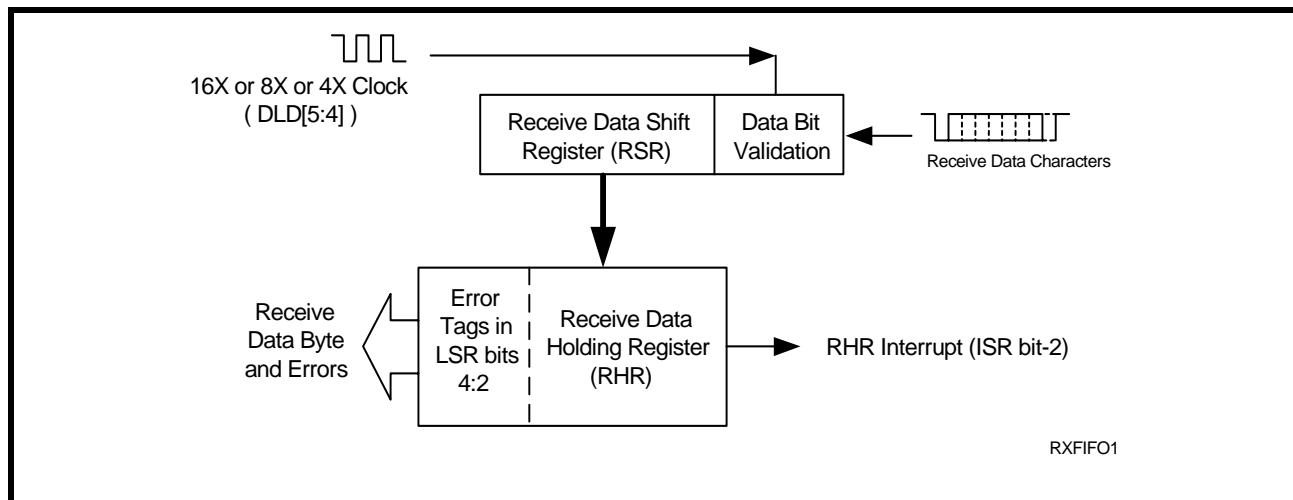 16X or 8X or 4X Clock
( DLD[5:4] )
Receive Data Shift
Register (RSR)
Data Bit
Validation
Receive Data Characters
Receive
Data Byte
and Errors
Error
Tags in
LSR bits
4:2
Receive Data
Holding Register
(RHR)
RHR Interrupt (ISR bit-2)
RXFIFO1